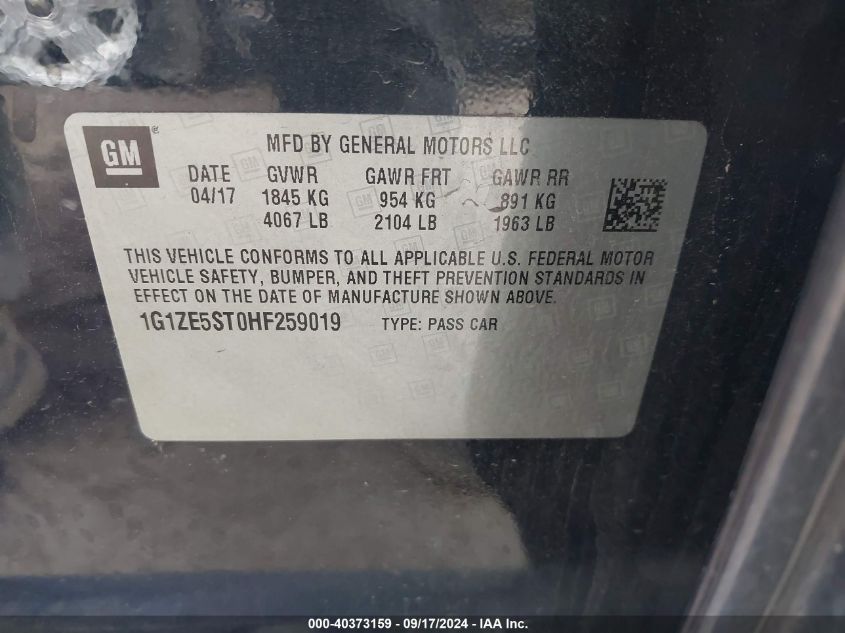 GM ®
MFD BY GENERAL MOTORS LLC
DATE GVWR GAWR FRT GAWR RR
04/17 1845 KG 954 KG 891 KG
4067 LB 2104 LB 1963 LB
THIS VEHICLE CONFORMS TO ALL APPLICABLE U.S. FEDERAL MOTOR
VEHICLE SAFETY, BUMPER, AND THEFT PREVENTION STANDARDS IN
EFFECT ON THE DATE OF MANUFACTURE SHOWN ABOVE.
1G1ZE5ST0HF259019 TYPE: PASS CAR
000-40373159 - 09/17/2024 - IAA Inc.